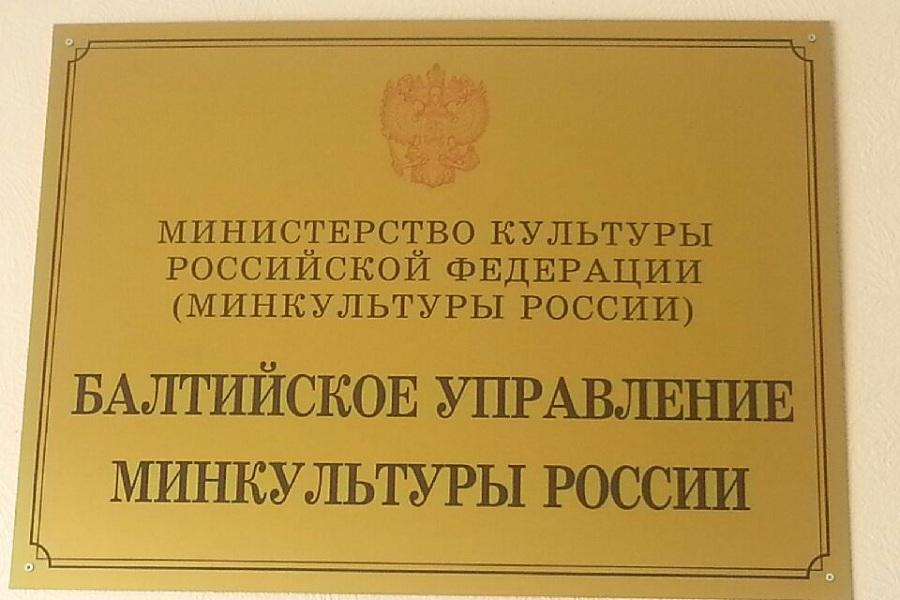 МИНИСТЕРСТВО КУЛЬТУРЫ
РОССИЙСКОЙ ФЕДЕРАЦИИ
(МИНКУЛЬТУРЫ РОССИИ)
БАЛТИЙСКОЕ УПРАВЛЕНИЕ
МИНКУЛЬТУРЫ РОССИИ